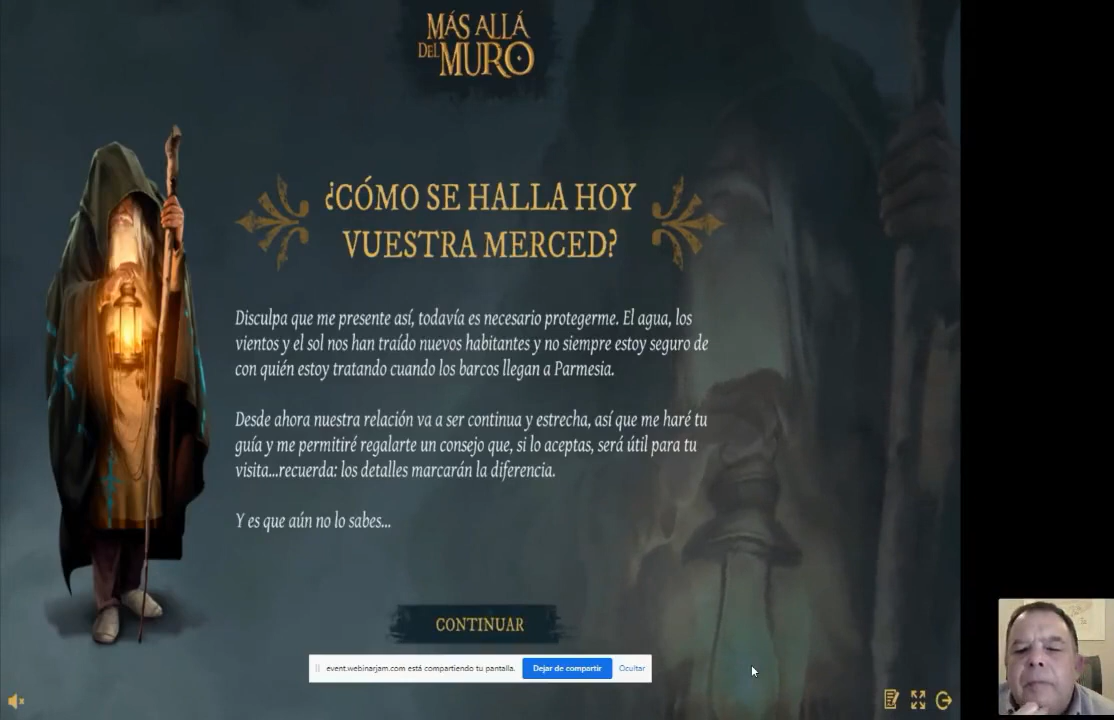 MÁS ALLÁ
DEL MURO
¿CÓMO SE HALLA HOY
VUESTRA MERCED?
Disculpa que me presente así, todavía es necesario protegerme. El agua, los
vientos y el sol nos han traído nuevos habitantes y no siempre estoy seguro de
con quién estoy tratando cuando los barcos llegan a Parmesia.
Desde ahora nuestra relación va a ser continua y estrecha, así que me haré tu
guía y me permitiré regalarte un consejo que, si lo aceptas, será útil para tu
visita...recuerda: los detalles marcarán la diferencia.
Y es que aún no lo sabes...
CONTINUAR
event.webinarjam.com está compartiendo tu pantalla.
Dejar de compartir
Ocultar